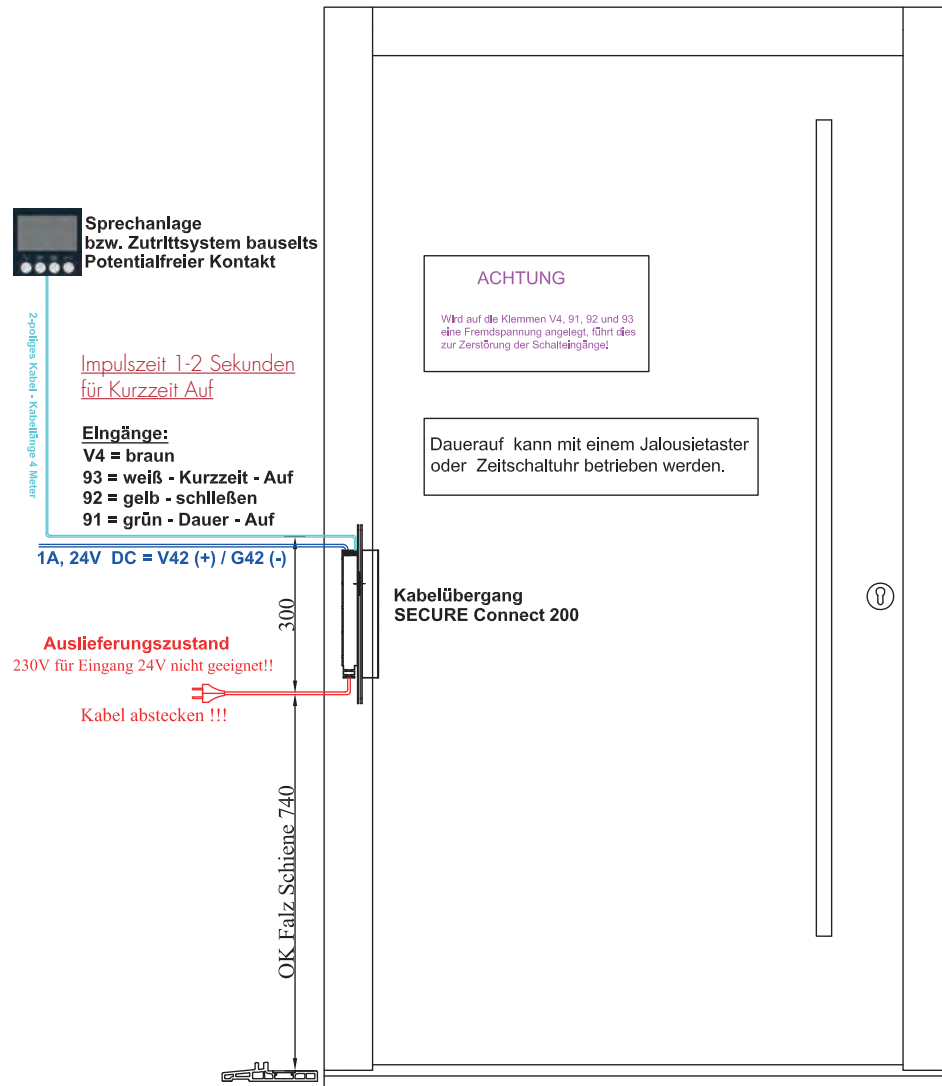 Sprechanlage
bzw. Zutrittsystem bauseits
Potentialfreier Kontakt
2-poliges Kabel - Kabellänge 4 Meter
Impulszeit 1-2 Sekunden
für Kurzzeit Auf
Eingänge:
V4 = braun
93 = weiß - Kurzzeit - Auf
92 = gelb - schließen
91 = grün - Dauer - Auf
1A, 24V DC = V42 (+) / G42 (-)
300
Auslieferungszustand
230V für Eingang 24V nicht geeignet!!
Kabel abstecken !!!
OK Falz Schiene 740
ACHTUNG
Wird auf die Klemmen V4, 91, 92 und 93
eine Fremdspannung angelegt, führt dies
zur Zerstörung der Schalteingänge!
Dauerauf kann mit einem Jalousietaster
oder Zeitschaltuhr betrieben werden.
Kabelübergang
SECURE Connect 200